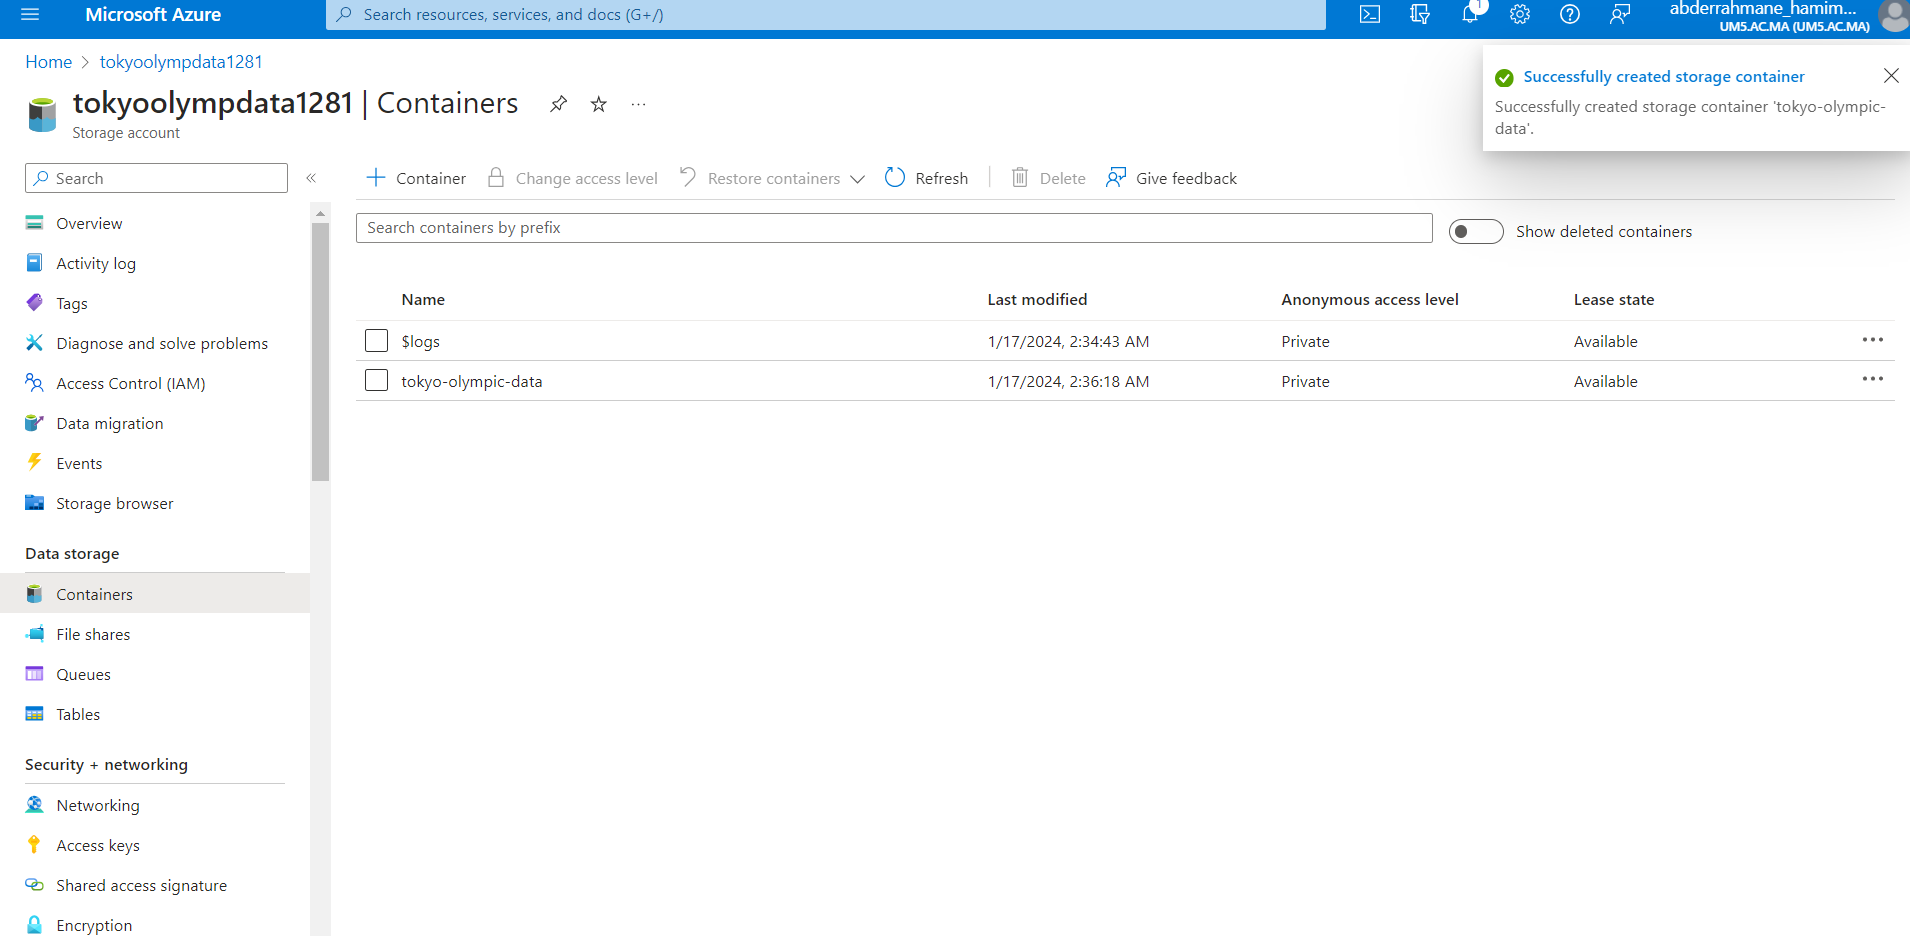 Microsoft Azure
Search resources, services, and docs (G+/)
1
abderrahmane_hamim...
UM5.AC.MA (UM5.AC.MA)
Home > tokyoolympdata1281
tokyoolympdata1281 | Containers
Storage account
Successfully created storage container
Successfully created storage container 'tokyo-olympic-
data'.
Search
Overview
Activity log
Tags
Diagnose and solve problems
Access Control (IAM)
Data migration
Events
Storage browser
Data storage
Containers
File shares
Queues
Tables
Security + networking
Networking
Access keys
Shared access signature
Encryption
Container Change access level Restore containers Refresh Delete Give feedback
Search containers by prefix
Show deleted containers
Name Last modified Anonymous access level Lease state
$logs 1/17/2024, 2:34:43 AM Private Available
tokyo-olympic-data 1/17/2024, 2:36:18 AM Private Available